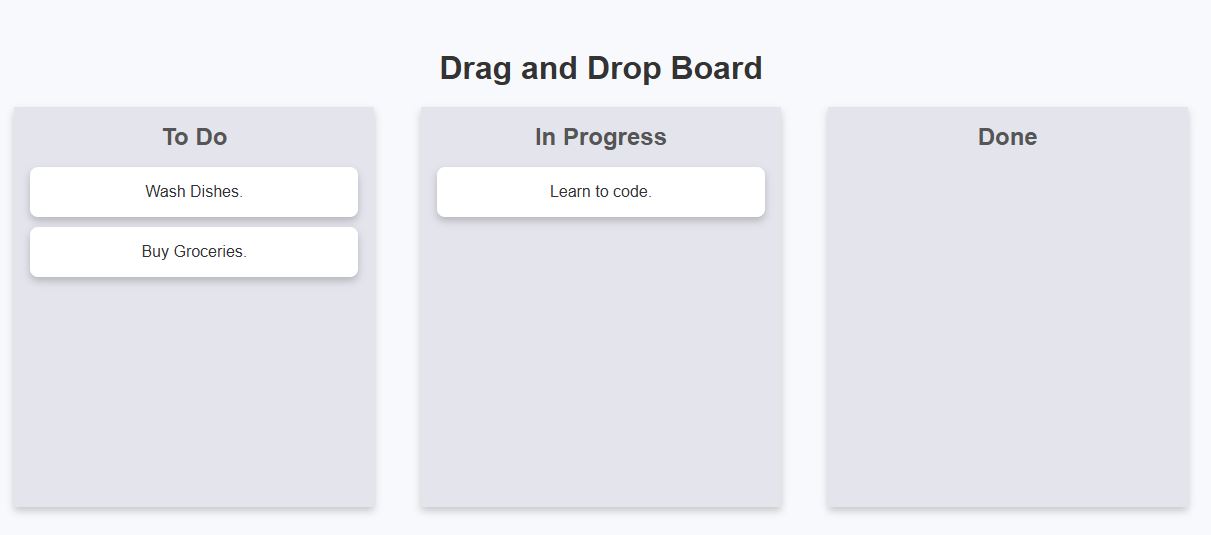 Drag and Drop Board
To Do
Wash Dishes.
Buy Groceries.
In Progress
Learn to code.
Done